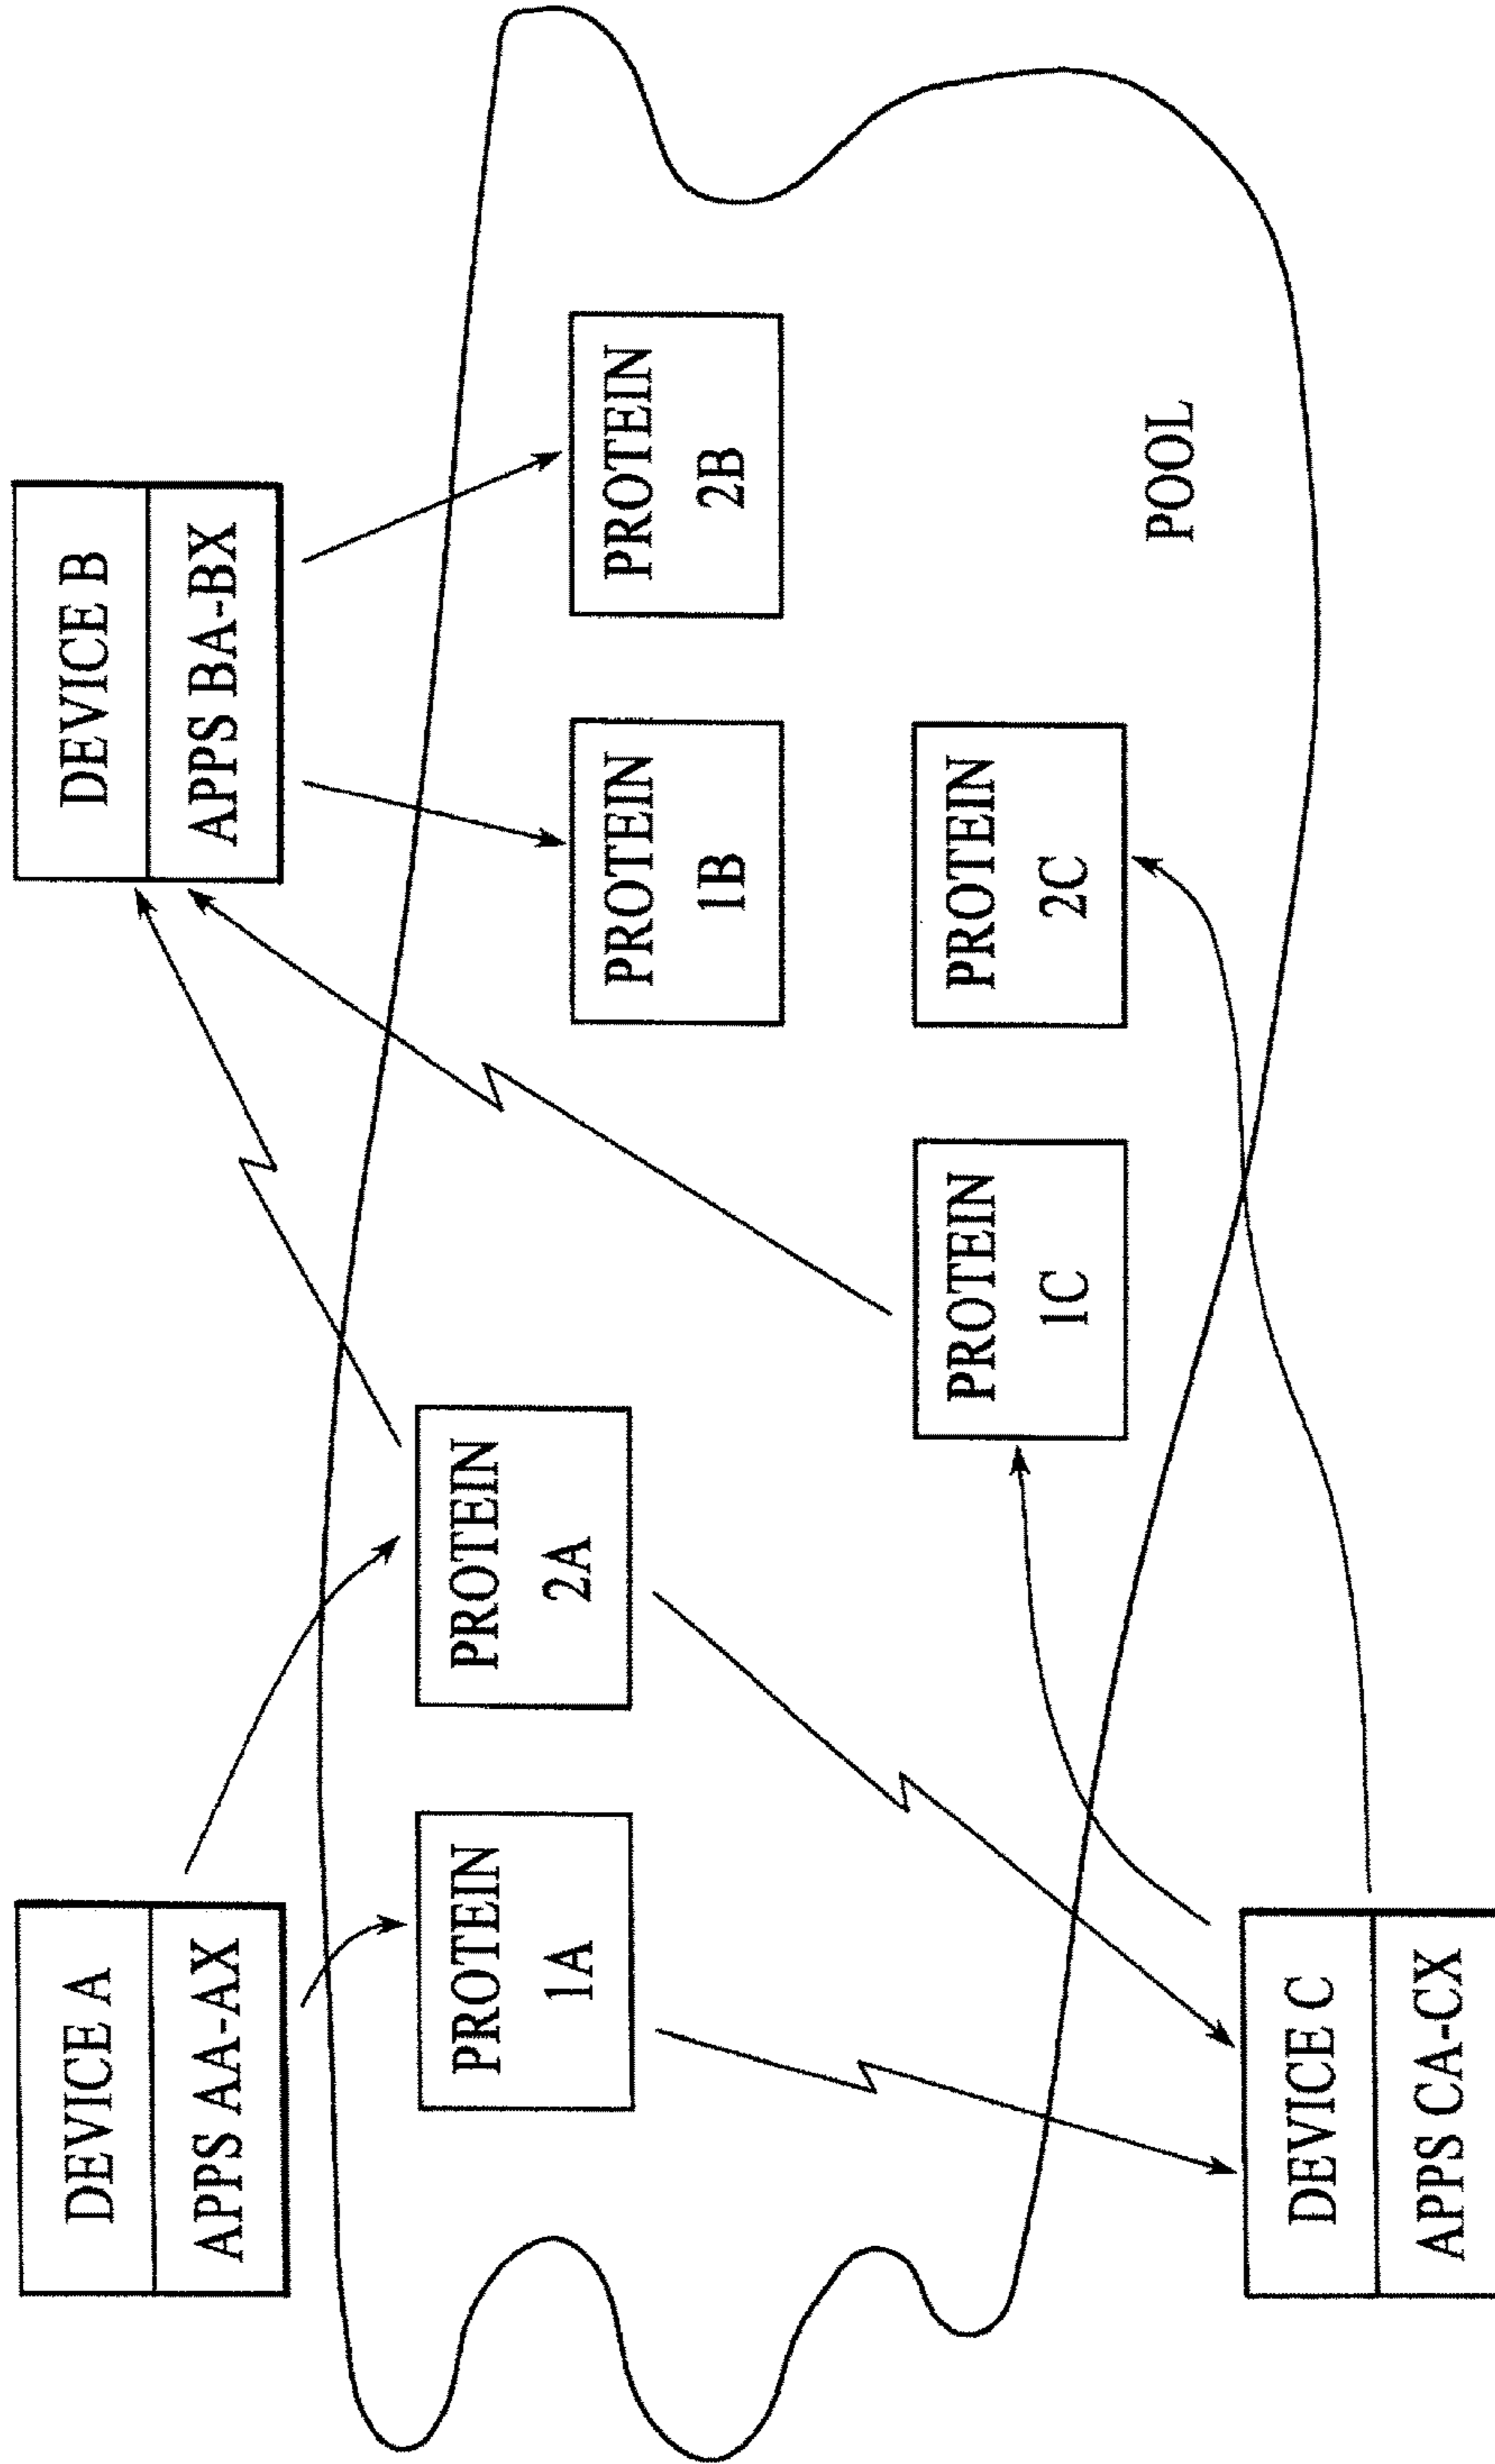 DEVICE A
APPS AA-AX
DEVICE B
APPS BA-BX
PROTEIN
1A
PROTEIN
2A
PROTEIN
1B
PROTEIN
2B
PROTEIN
1C
PROTEIN
2C
POOL
DEVICE C
APPS CA-CX